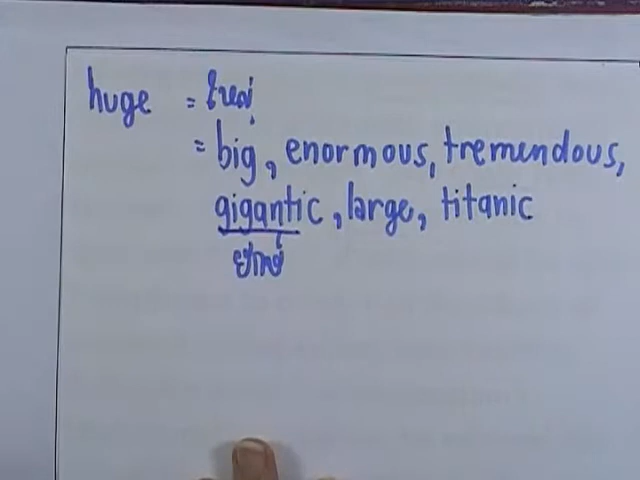 huge = ใหญ่
= big, enormous, tremendous,
gigantic, large, titanic
ยักษ์